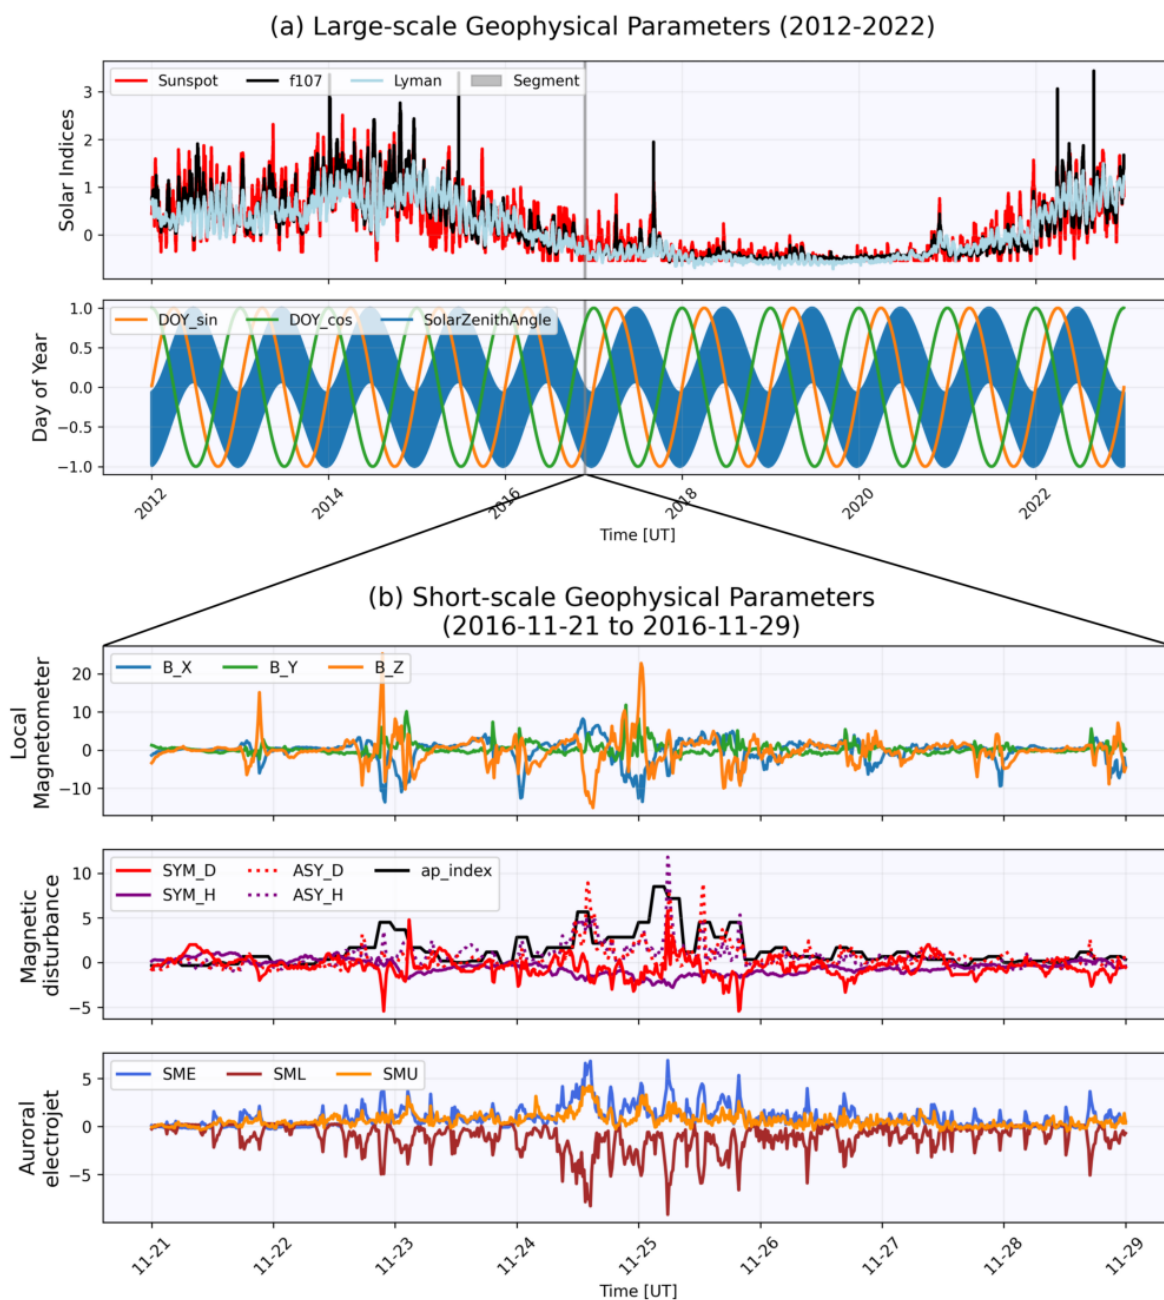 (a) Large-scale Geophysical Parameters (2012-2022)
Sunspot f107 Lyman Segment
Solar Indices
3
2
1
0
DOY_sin DOY_cos SolarZenithAngle
Day of Year
1.0
0.5
0.0
−0.5
−1.0
2012 2014 2016 2018 2020 2022
Time [UT]
(b) Short-scale Geophysical Parameters
(2016-11-21 to 2016-11-29)
B_X B_Y B_Z
Local
Magnetometer
20
10
0
−10
SYM_D ASY_D ap_index
SYM_H ASY_H
Magnetic
disturbance
10
5
0
−5
SME SML SMU
Auroral
electrojet
5
0
−5
11-21 11-22 11-23 11-24 11-25 11-26 11-27 11-28 11-29
Time [UT]